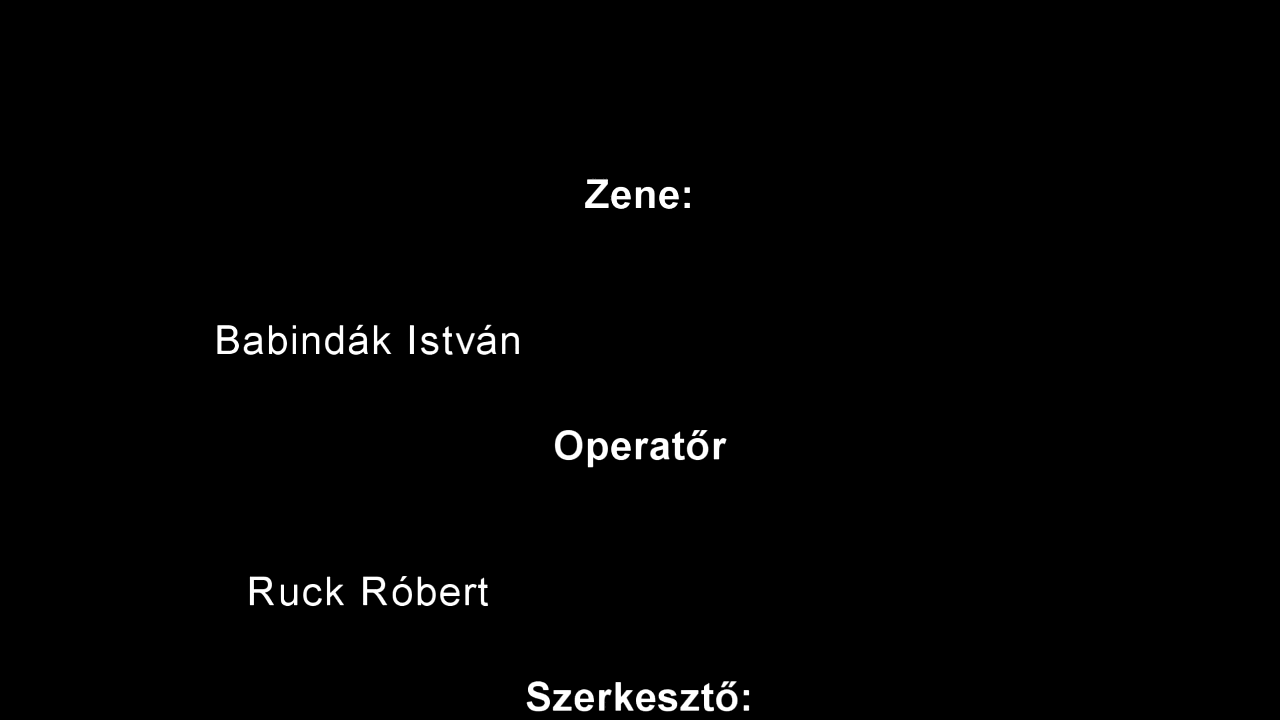 Zene:
Babindák István
Operatőr
Ruck Róbert
Szerkesztő: